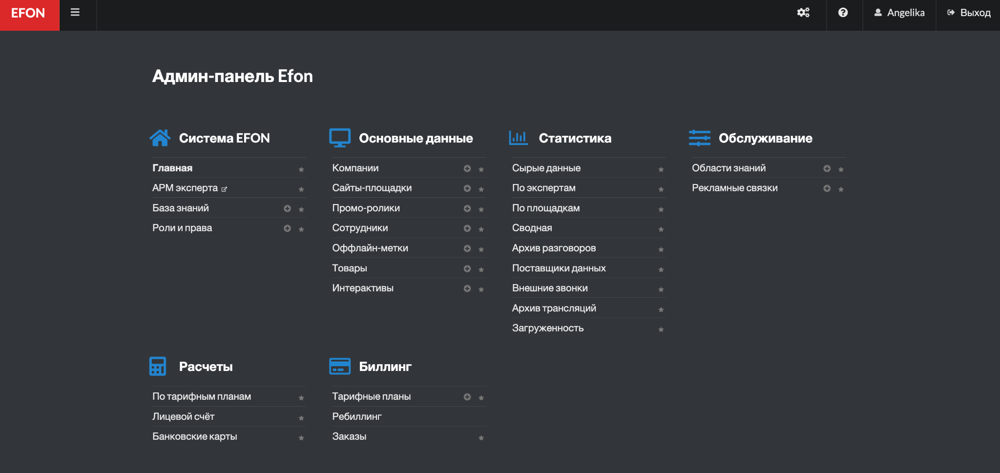 EFON
Angelika
Выход
Админ-панель Efon
Система EFON
Главная
АРМ эксперта
База знаний
Роли и права
Основные данные
Компании
Сайты-площадки
Промо-ролики
Сотрудники
Оффлайн-метки
Товары
Интерактивы
Статистика
Сырые данные
По экспертам
По площадкам
Сводная
Архив разговоров
Поставщики данных
Внешние звонки
Архив трансляций
Загруженность
Обслуживание
Области знаний
Рекламные связки
Расчеты
По тарифным планам
Лицевой счёт
Банковские карты
Биллинг
Тарифные планы
Ребиллинг
Заказы